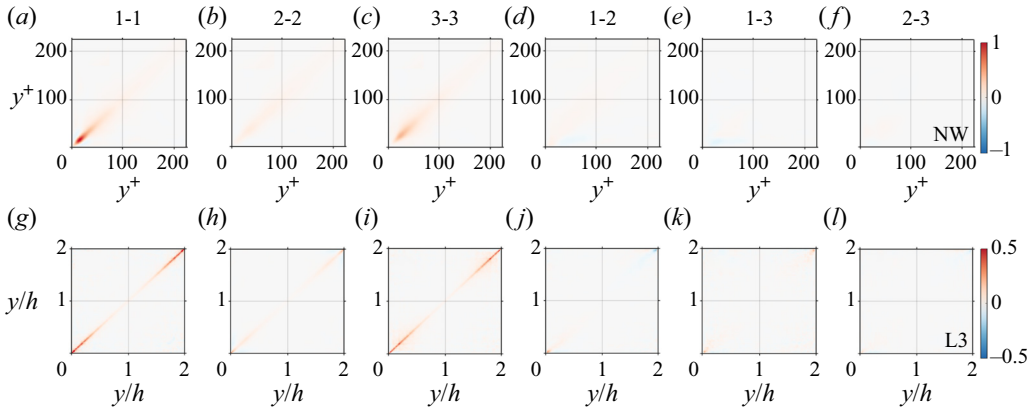 (a) 1-1 (b) 2-2 (c) 3-3 (d) 1-2 (e) 1-3 (f) 2-3
200 200 200 200 200 200 1
y+ 100 100 100 100 100 100 0
NW –1
0 100 200 0 100 200 0 100 200 0 100 200 0 100 200 0 100 200
y+ y+ y+ y+ y+ y+
(g) (h) (i) (j) (k) (l)
2 2 2 2 2 2 0.5
y/h 1 1 1 1 1 1 0
L3 –0.5
0 1 2 0 1 2 0 1 2 0 1 2 0 1 2 0 1 2
y/h y/h y/h y/h y/h y/h